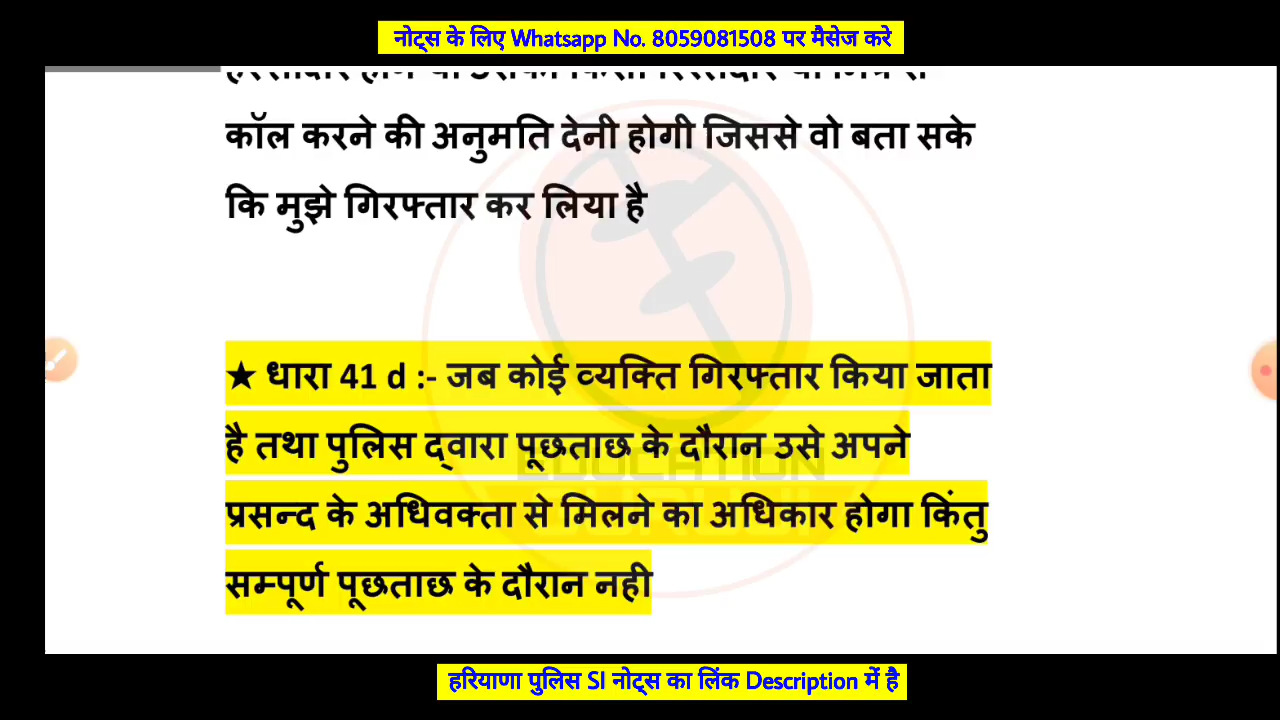 नोट्स के लिए Whatsapp No. 8059081508 पर मैसेज करे
कॉल करने की अनुमति देनी होगी जिससे वो बता सके
कि मुझे गिरफ्तार कर लिया है
★ धारा 41 d :- जब कोई व्यक्ति गिरफ्तार किया जाता
है तथा पुलिस द्वारा पूछताछ के दौरान उसे अपने
प्रसन्द के अधिवक्ता से मिलने का अधिकार होगा किंतु
सम्पूर्ण पूछताछ के दौरान नही
EDUCATION
हरियाणा पुलिस SI नोट्स का लिंक Description में है